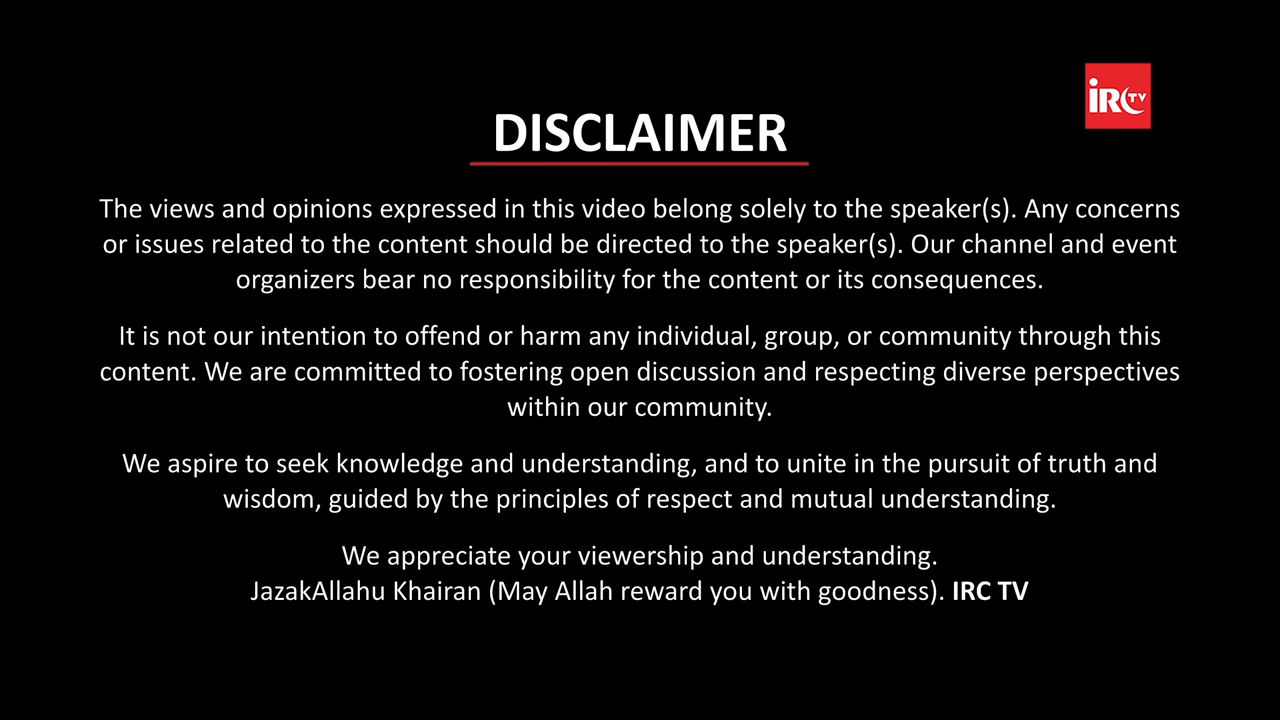 iRC TV
DISCLAIMER
The views and opinions expressed in this video belong solely to the speaker(s). Any concerns
or issues related to the content should be directed to the speaker(s). Our channel and event
organizers bear no responsibility for the content or its consequences.
It is not our intention to offend or harm any individual, group, or community through this
content. We are committed to fostering open discussion and respecting diverse perspectives
within our community.
We aspire to seek knowledge and understanding, and to unite in the pursuit of truth and
wisdom, guided by the principles of respect and mutual understanding.
We appreciate your viewership and understanding.
JazakAllahu Khairan (May Allah reward you with goodness). IRC TV